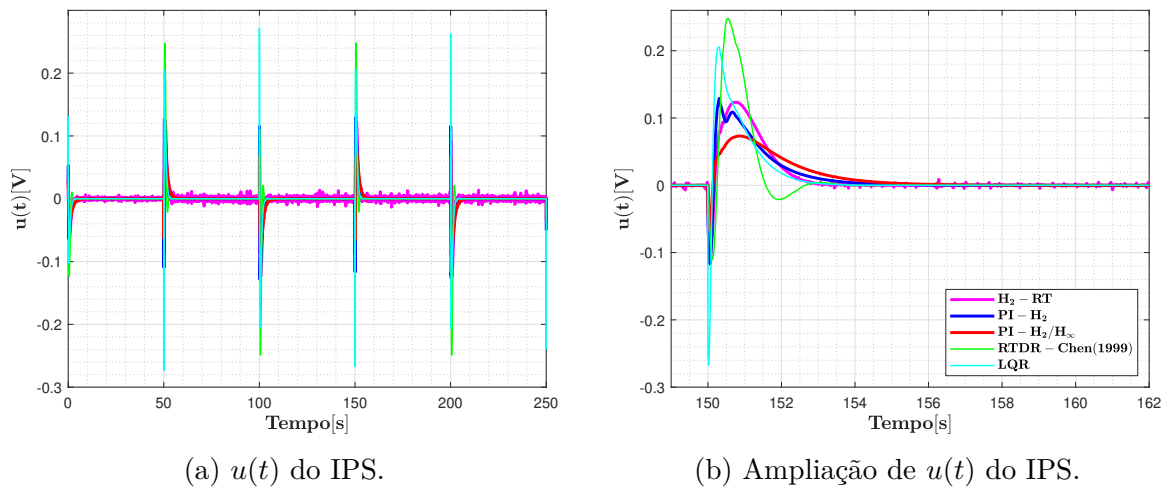 0.2
0.1
0
-0.1
-0.2
-0.3
u(t)[V]
0 50 100 150 200 250
Tempo[s]
(a) u(t) do IPS.
0.2
0.1
0
-0.1
-0.2
-0.3
u(t)[V]
150 152 154 156 158 160 162
Tempo[s]
H₂ − RT
PI − H₂
PI − H₂/H∞
RTDR − Chen(1999)
LQR
(b) Ampliação de u(t) do IPS.